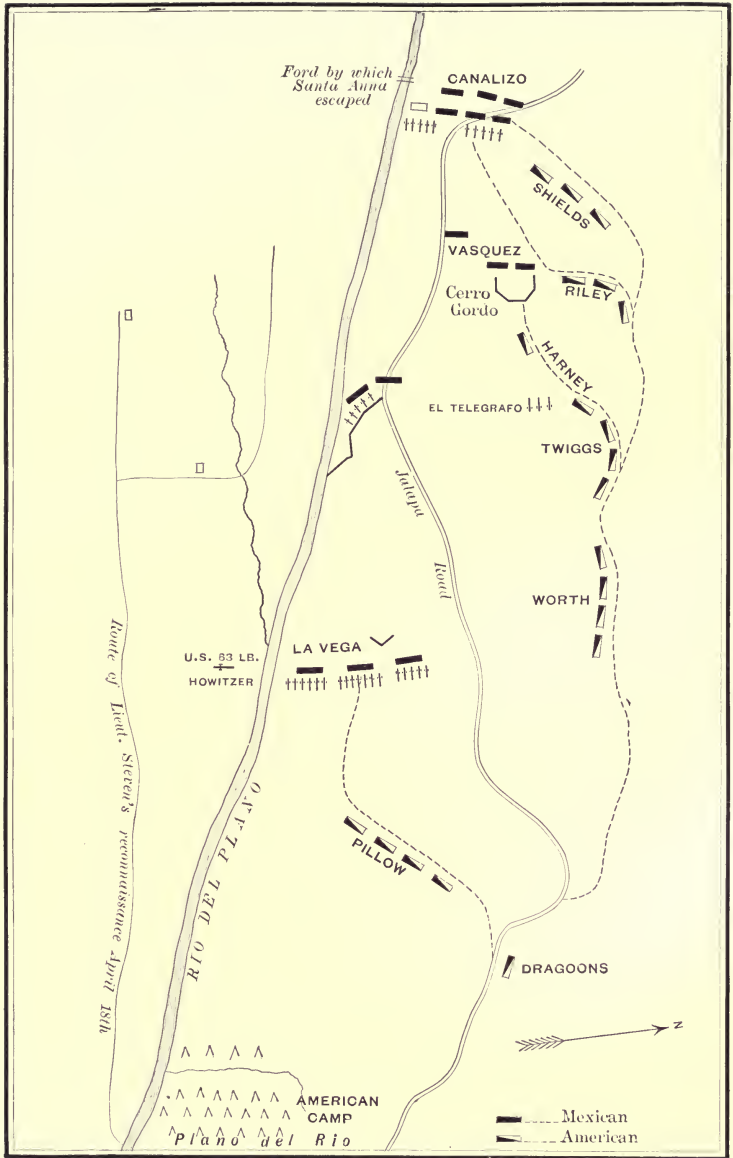 Ford by which
Santa Anna
escaped
CANALIZO
SHIELDS
VASQUEZ
Cerro
Gordo
RILEY
HARNEY
EL TELEGRAFO
TWIGGS
Jalapa
Road
WORTH
LA VEGA
U.S. 63 LB.
HOWITZER
Route of Lieut. Steven's reconnaissance April 18th
RIO DEL PLANO
PILLOW
DRAGOONS
N
AMERICAN
CAMP
Plano del Rio
Mexican
American